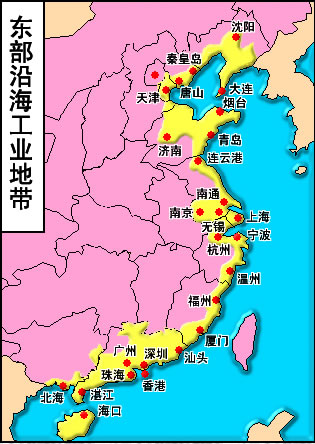 东部沿海工业地带
沈阳
秦皇岛
天津
唐山
大连
烟台
济南
青岛
连云港
南通
南京
上海
无锡
宁波
杭州
温州
福州
厦门
广州
深圳
汕头
珠海
香港
北海
湛江
海口